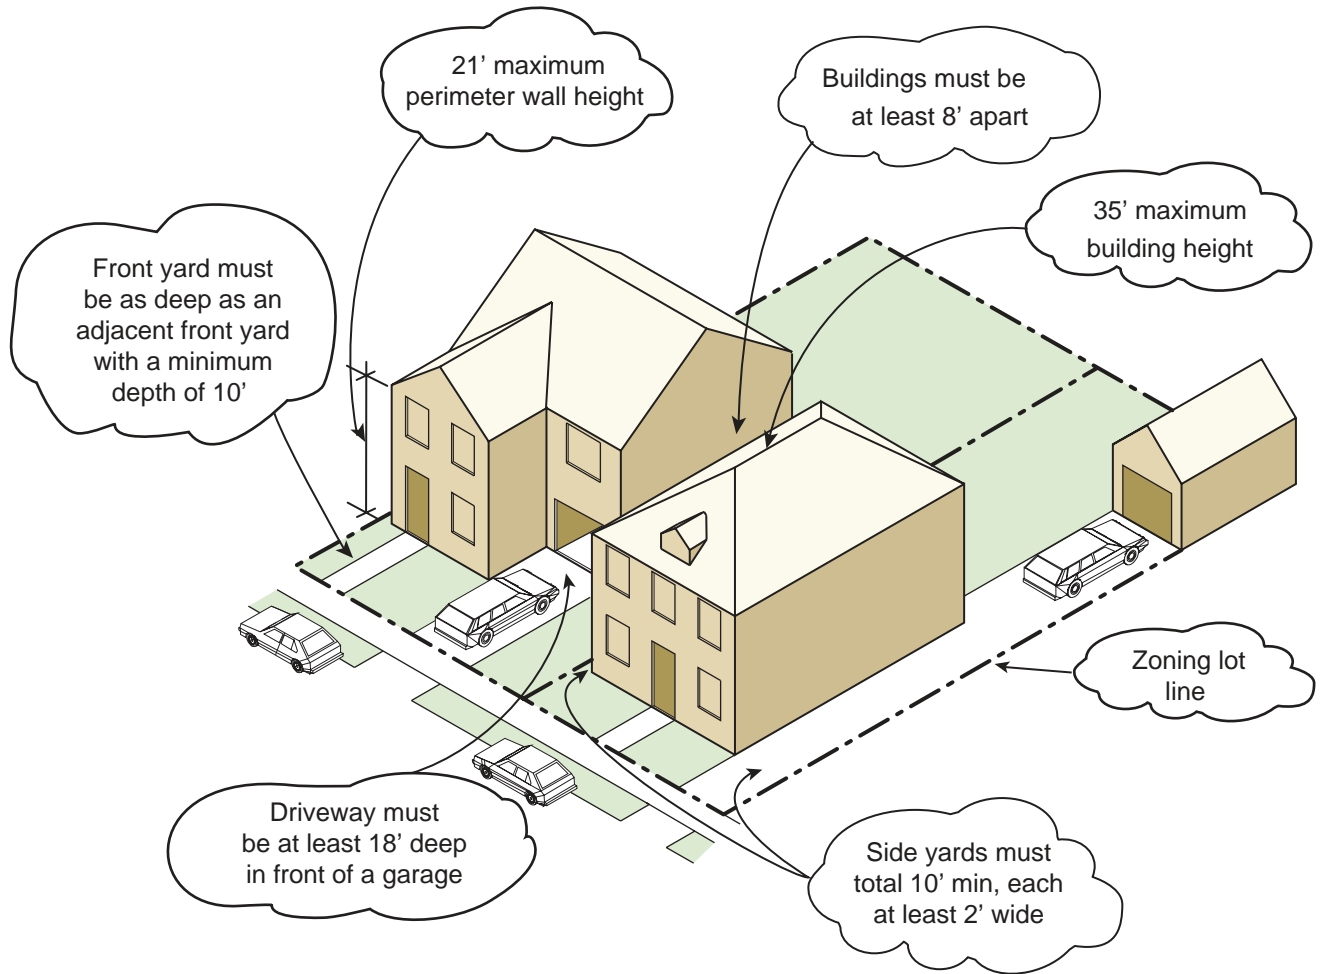 21’ maximum
perimeter wall height
Buildings must be
at least 8’ apart
35’ maximum
building height
Front yard must
be as deep as an
adjacent front yard
with a minimum
depth of 10’
Zoning lot
line
Driveway must
be at least 18’ deep
in front of a garage
Side yards must
total 10’ min, each
at least 2’ wide